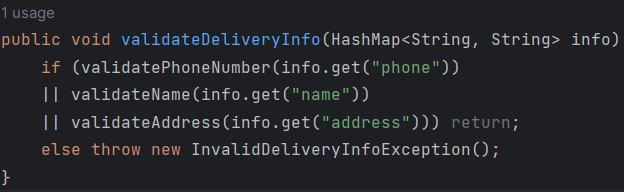 1 usage
public void validateDeliveryInfo(HashMap<String, String> info)
    if (validatePhoneNumber(info.get("phone"))
    || validateName(info.get("name"))
    || validateAddress(info.get("address"))) return;
    else throw new InvalidDeliveryInfoException();
}